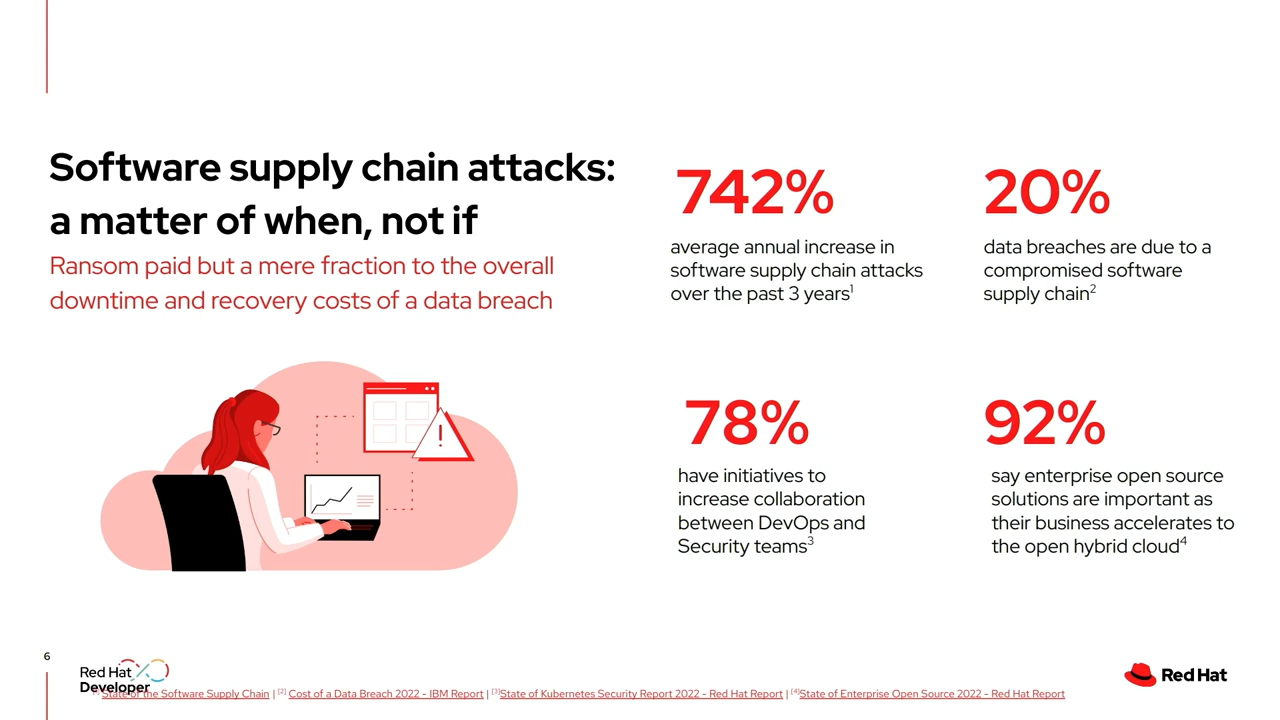 Software supply chain attacks:
a matter of when, not if
Ransom paid but a mere fraction to the overall
downtime and recovery costs of a data breach
742%
average annual increase in
software supply chain attacks
over the past 3 years¹
20%
data breaches are due to a
compromised software
supply chain²
78%
have initiatives to
increase collaboration
between DevOps and
Security teams³
92%
say enterprise open source
solutions are important as
their business accelerates to
the open hybrid cloud⁴
6
Red Hat
Developer
[1] State of the Software Supply Chain | [2] Cost of a Data Breach 2022 - IBM Report | [3]State of Kubernetes Security Report 2022 - Red Hat Report | [4]State of Enterprise Open Source 2022 - Red Hat Report
Red Hat